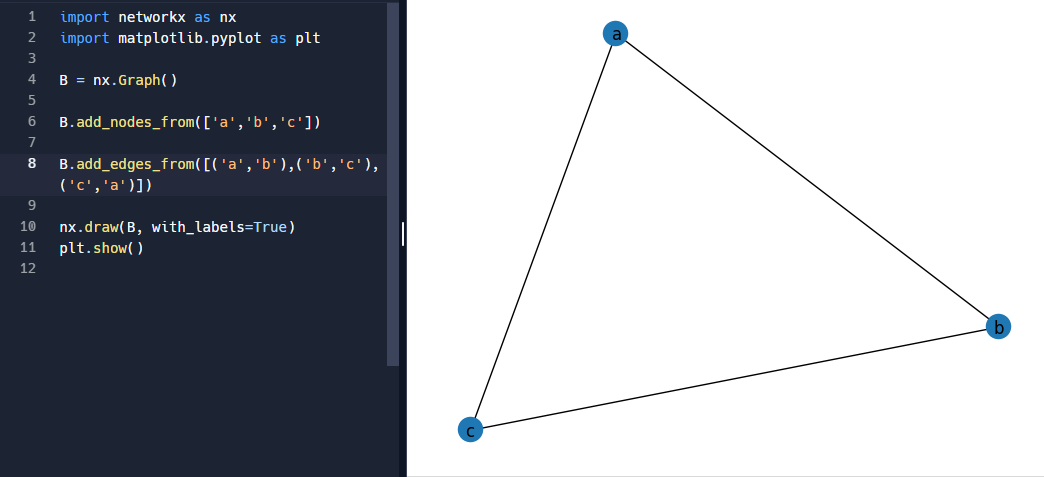 1 import networkx as nx
2 import matplotlib.pyplot as plt
3
4 B = nx.Graph()
5
6 B.add_nodes_from(['a','b','c'])
7
8 B.add_edges_from([('a','b'),('b','c'),
('c','a')])
9
10 nx.draw(B, with_labels=True)
11 plt.show()
12
a
b
c